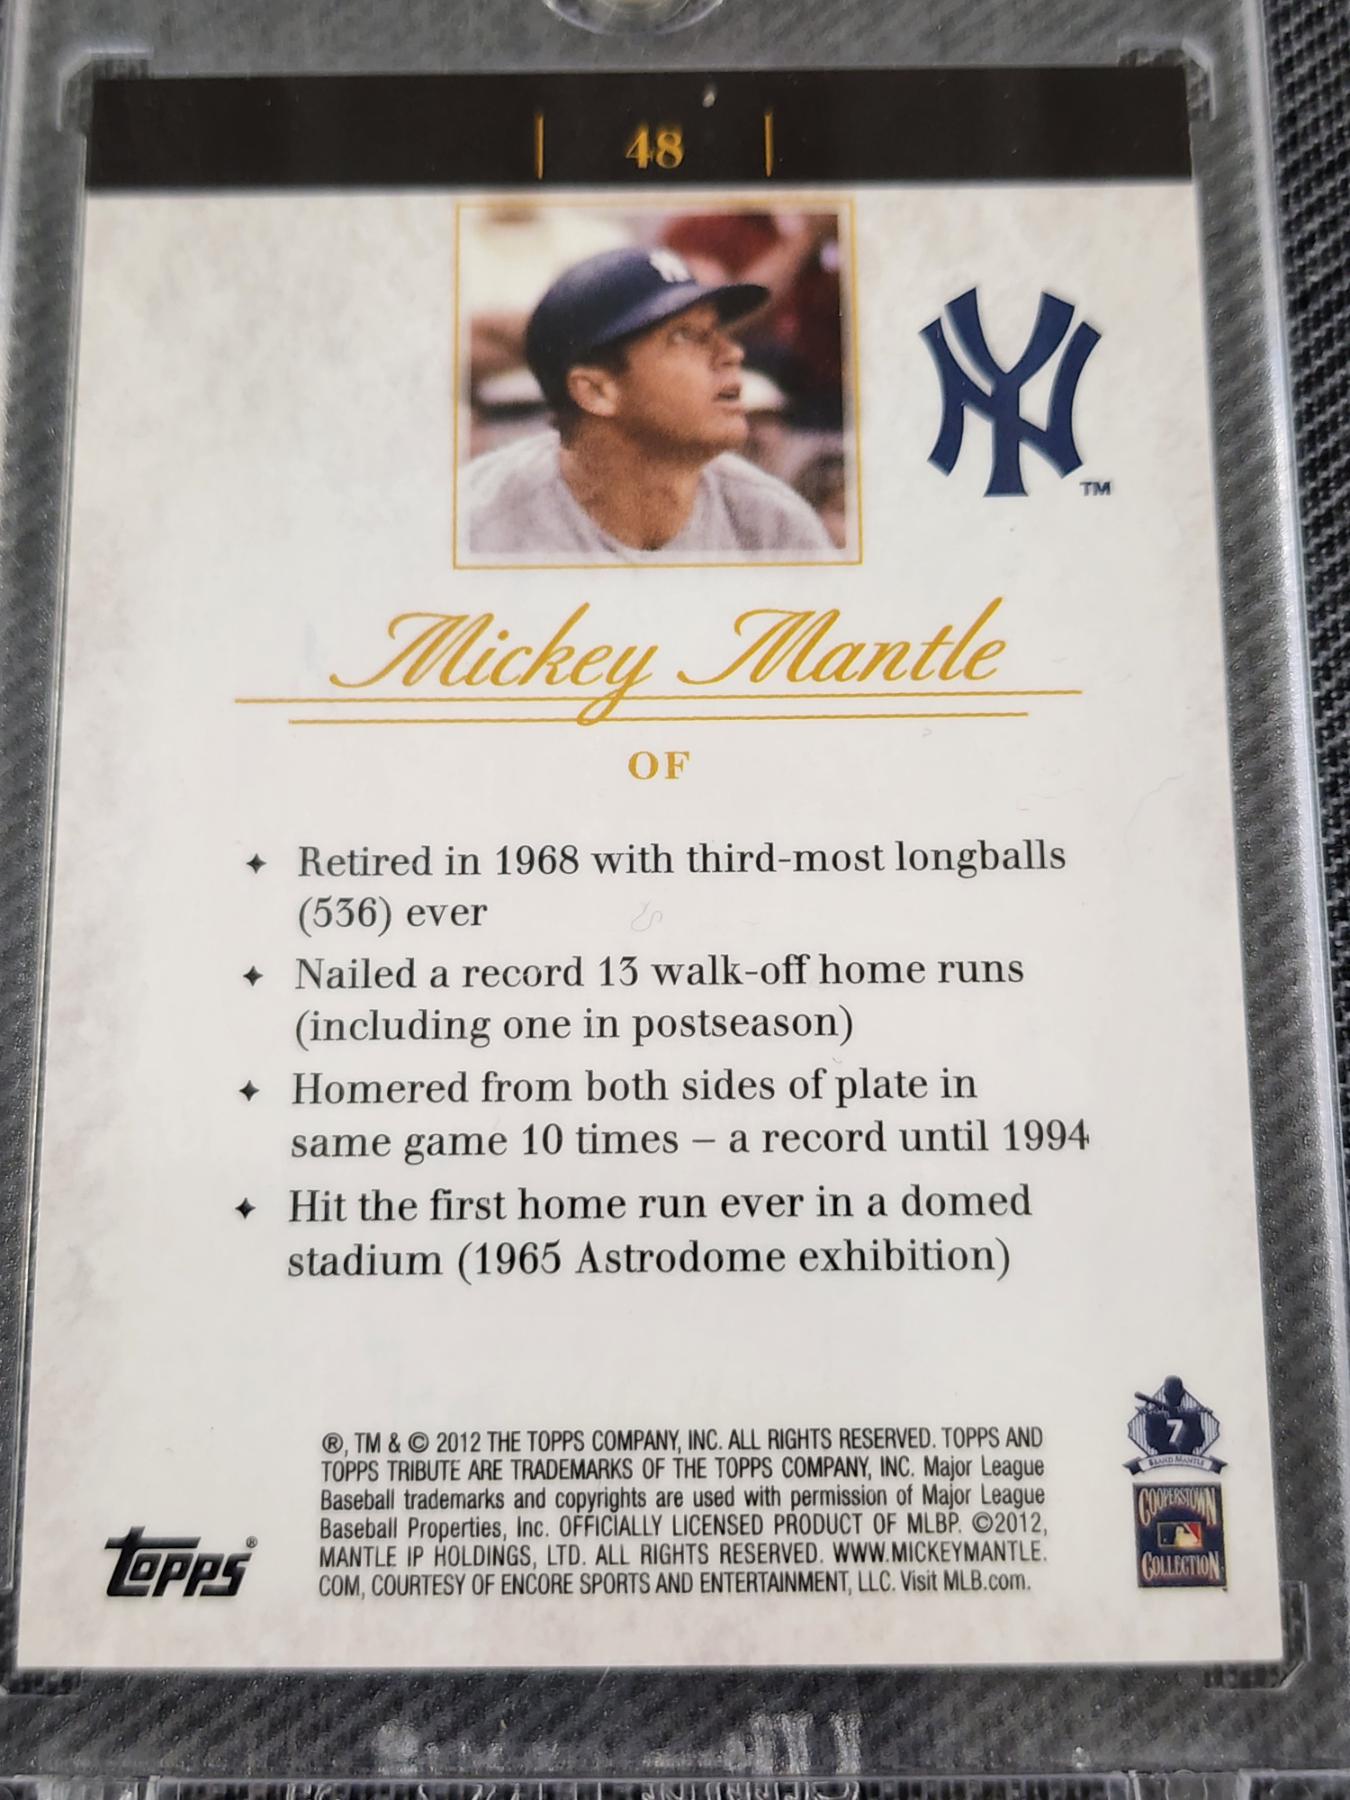 48
NY
NY
TM
Mickey Mantle
OF
✦ Retired in 1968 with third-most longballs
(536) ever
✦ Nailed a record 13 walk-off home runs
(including one in postseason)
✦ Homered from both sides of plate in
same game 10 times – a record until 1994
✦ Hit the first home run ever in a domed
stadium (1965 Astrodome exhibition)
®, TM & © 2012 THE TOPPS COMPANY, INC. ALL RIGHTS RESERVED. TOPPS AND
TOPPS TRIBUTE ARE TRADEMARKS OF THE TOPPS COMPANY, INC. Major League
Baseball trademarks and copyrights are used with permission of Major League
Baseball Properties, Inc. OFFICIALLY LICENSED PRODUCT OF MLBP. ©2012,
MANTLE IP HOLDINGS, LTD. ALL RIGHTS RESERVED. WWW.MICKEYMANTLE.
COM, COURTESY OF ENCORE SPORTS AND ENTERTAINMENT, LLC. Visit MLB.com.
TOPPS®
7
COOPERSTOWN
COLLECTION